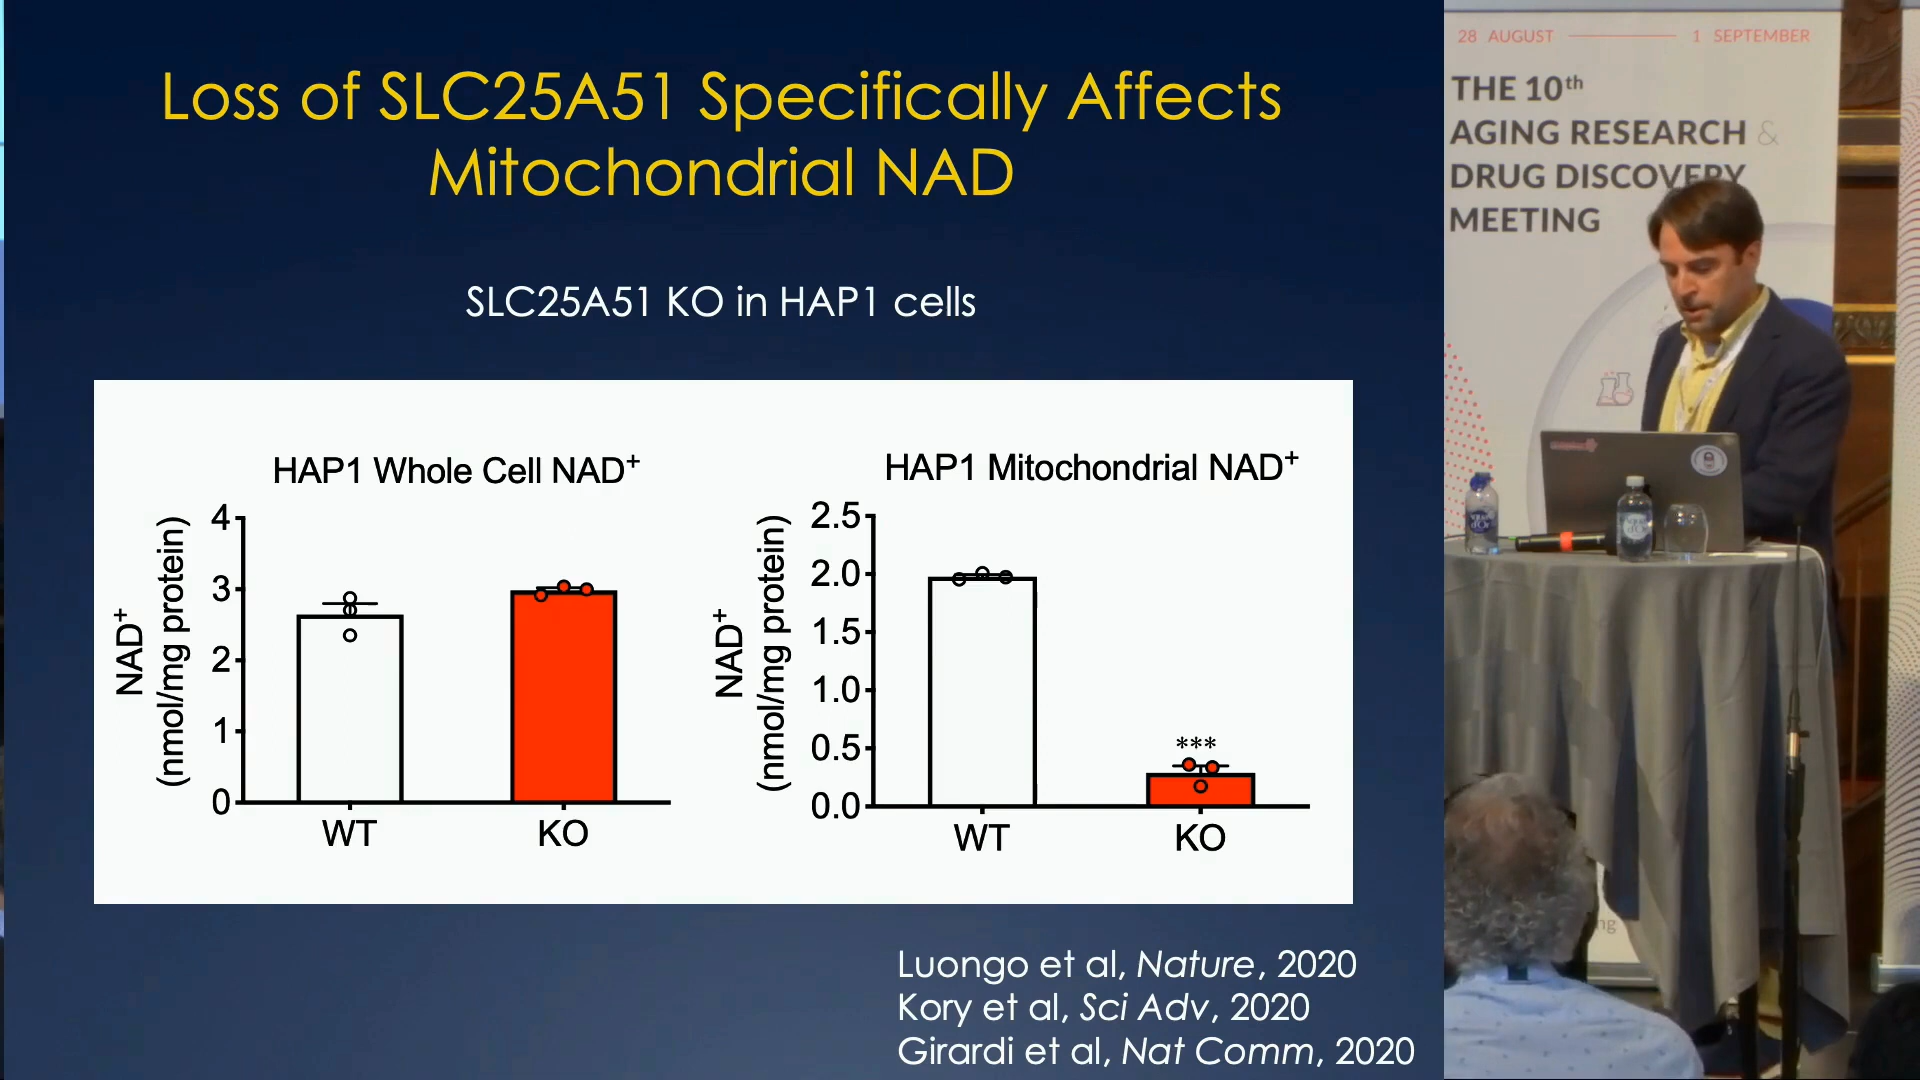 Loss of SLC25A51 Specifically Affects
Mitochondrial NAD
SLC25A51 KO in HAP1 cells
HAP1 Whole Cell NAD+
NAD+
(nmol/mg protein)
4
3
2
1
0
WT
KO
HAP1 Mitochondrial NAD+
NAD+
(nmol/mg protein)
2.5
2.0
1.5
1.0
0.5
0.0
***
WT
KO
Luongo et al, Nature, 2020
Kory et al, Sci Adv, 2020
Girardi et al, Nat Comm, 2020
28 AUGUST
1 SEPTEMBER
THE 10th
AGING RESEARCH &
DRUG DISCOVERY
MEETING